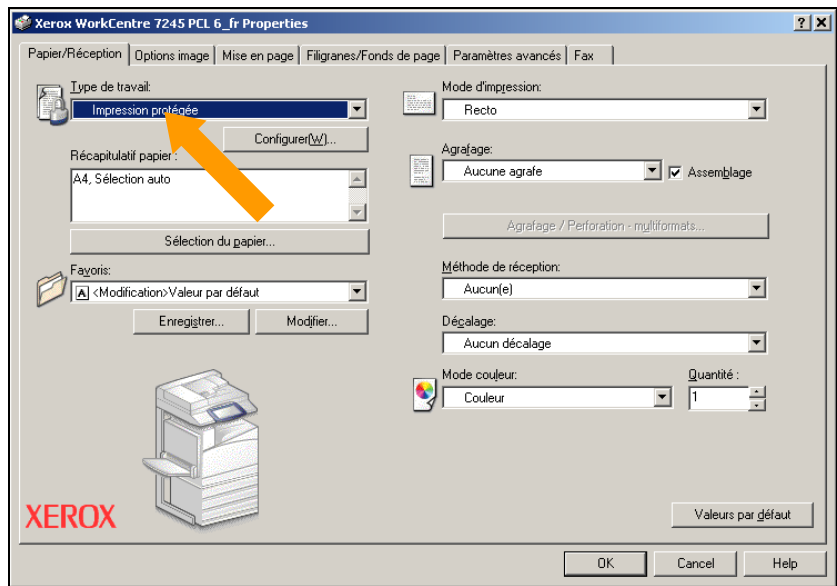 Xerox WorkCentre 7245 PCL 6_fr Properties
Papier/Réception
Options image
Mise en page
Filigranes/Fonds de page
Paramètres avancés
Fax
Type de travail:
Impression protégée
Configurer(W)...
Récapitulatif papier :
A4, Sélection auto
Sélection du papier...
Favoris:
A <Modification>Valeur par défaut
Enregistrer...
Modifier...
XEROX
Mode d'impression:
Recto
Agrafage:
Aucune agrafe
Assemblage
Agrafage / Perforation - multiformats...
Méthode de réception:
Aucun(e)
Décalage:
Aucun décalage
Mode couleur:
Couleur
Quantité :
1
Valeurs par défaut
OK
Cancel
Help